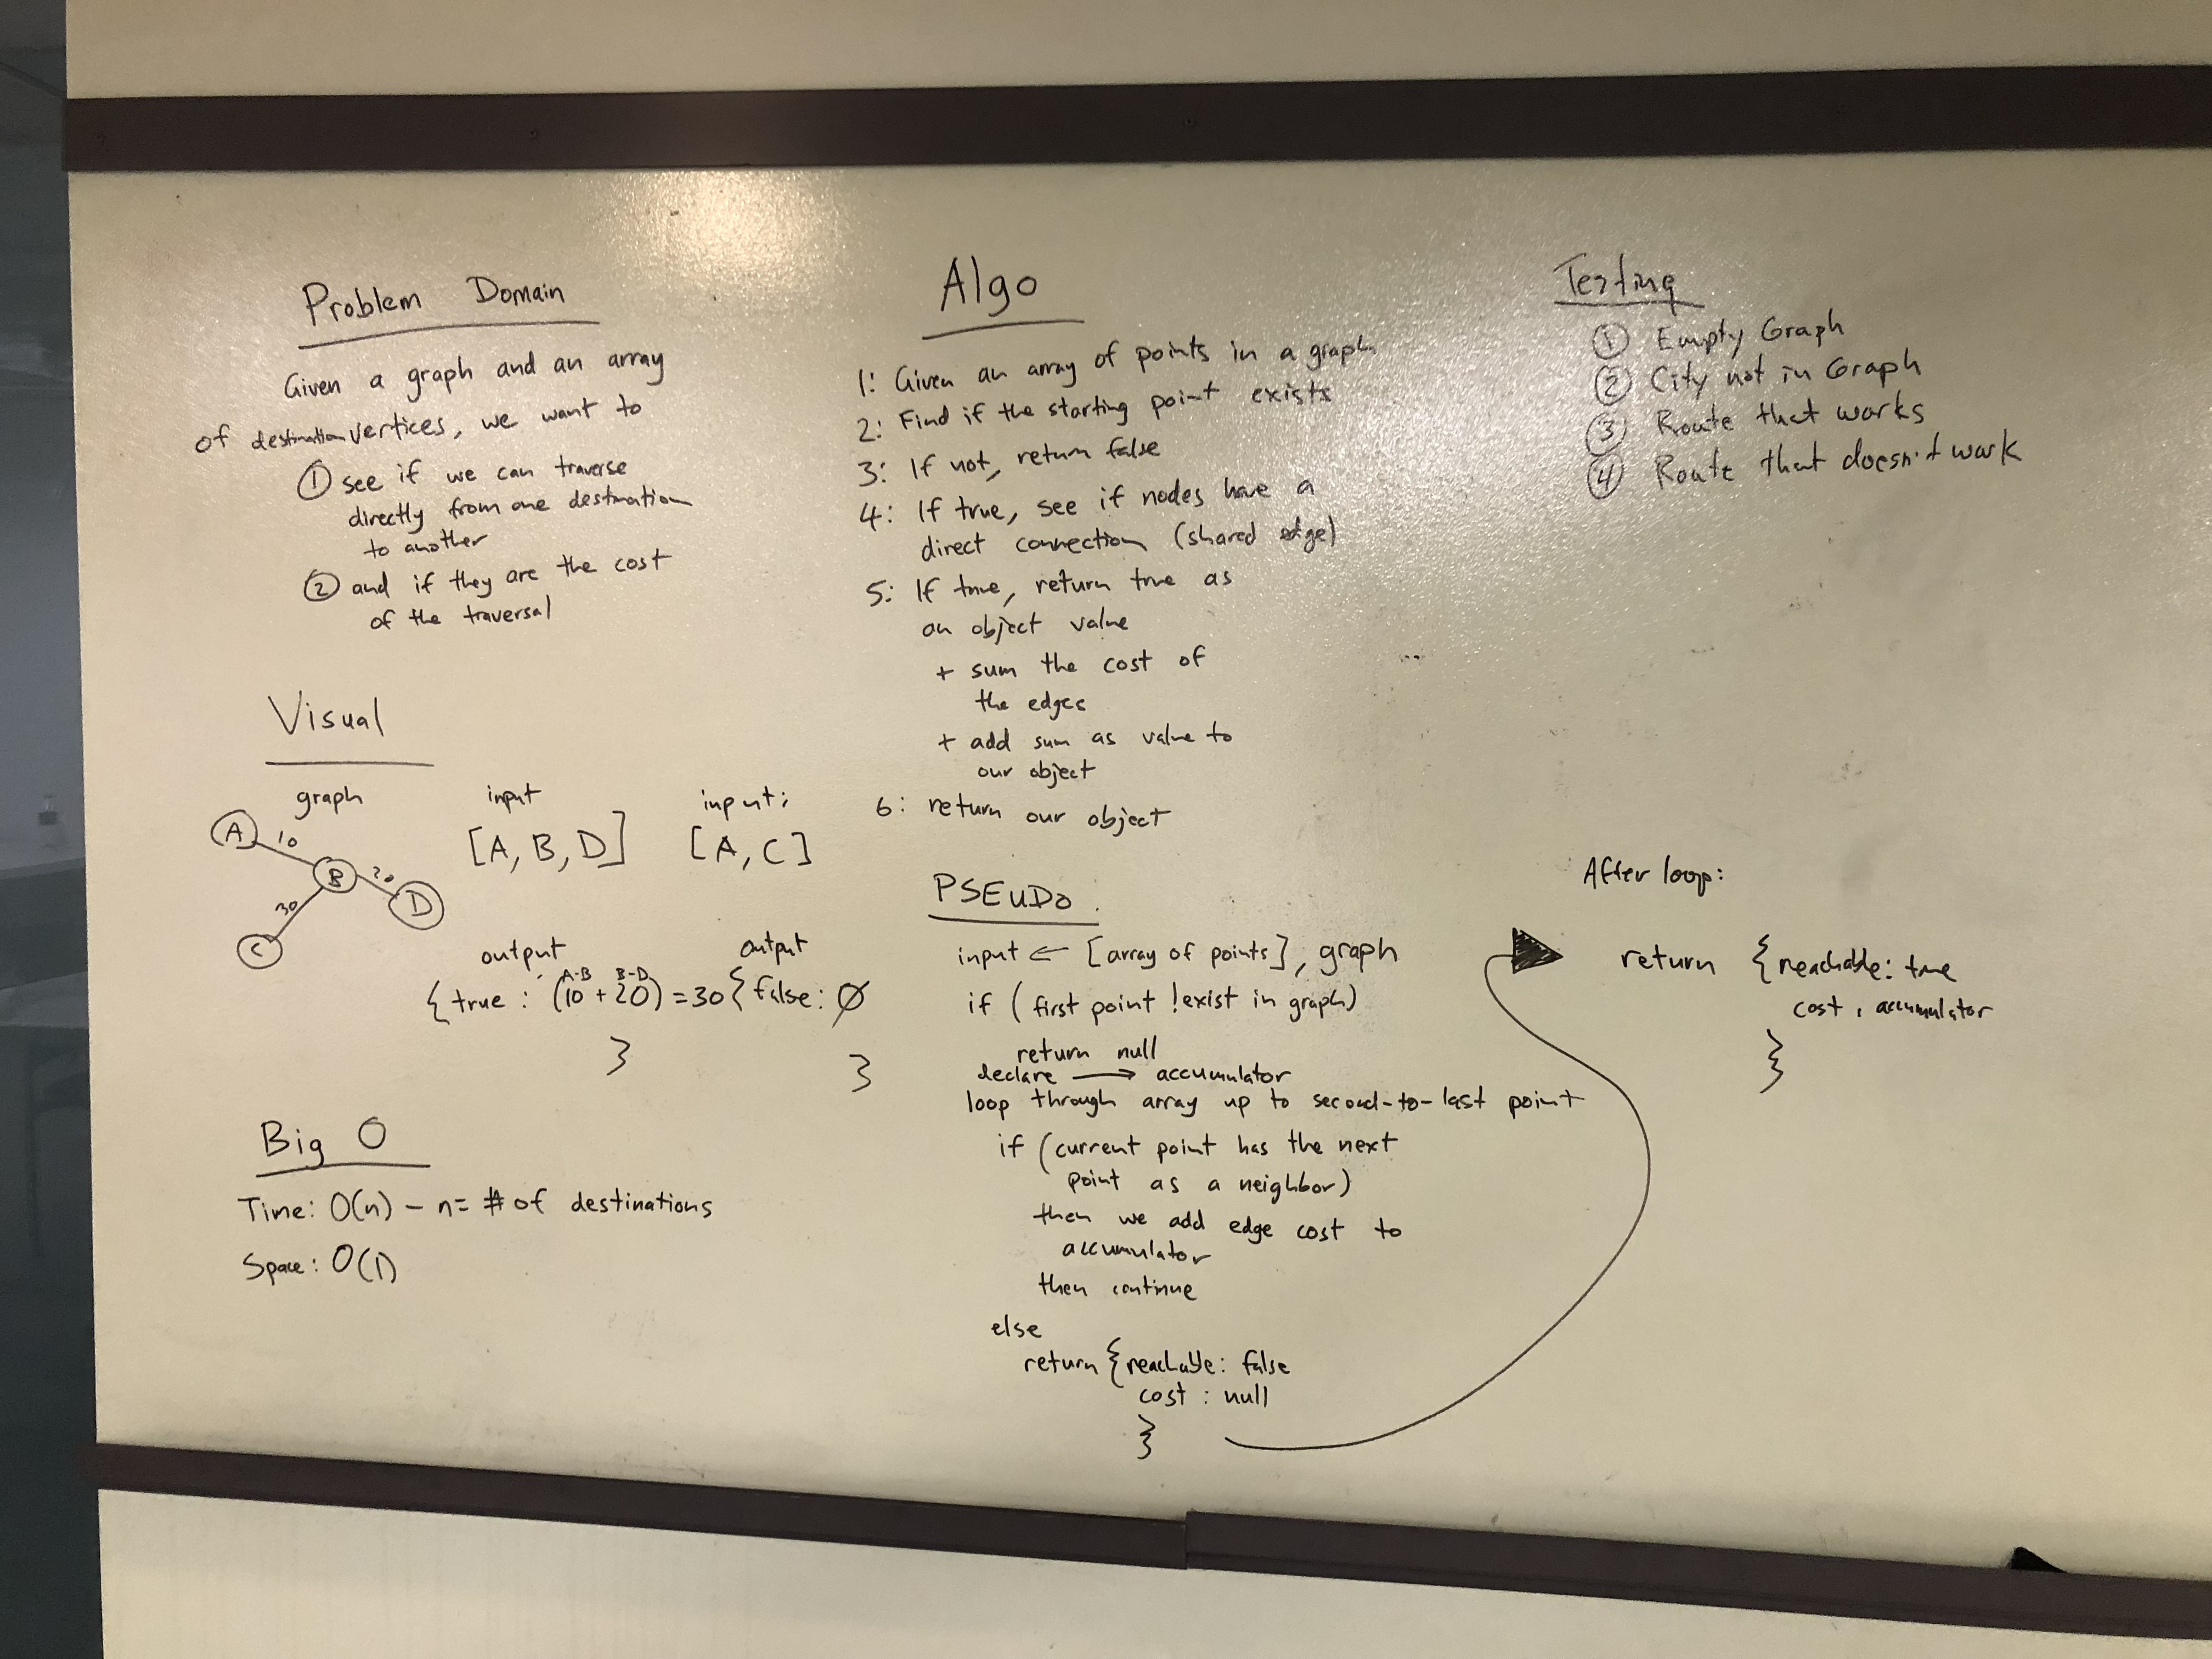 Problem Domain
Given a graph and an array
of destination vertices, we want to
① see if we can traverse
directly from one destination
to another
② and if they are the cost
of the traversal
Visual
graph
A
10
B
20
D
30
C
input
[A, B, D]
input:
[A, C]
output
A-B B-D
{ true : (10 + 20) = 30
}
output
{ false: Ø
}
Big O
Time: O(n) - n= # of destinations
Space: O(1)
Algo
1: Given an array of points in a graph
2: Find if the starting point exists
3: If not, return false
4: If true, see if nodes have a
direct connection (shared edge)
5: If true, return true as
an object value
+ sum the cost of
the edges
+ add sum as value to
our object
6: return our object
PSEUDO
input ← [array of points], graph
if (first point !exist in graph)
return null
declare → accumulator
loop through array up to second-to-last point
if (current point has the next
point as a neighbor)
then we add edge cost to
accumulator
then continue
else
return {reachable: false
cost : null
}
Testing
① Empty Graph
② City not in Graph
③ Route that works
④ Route that doesn't work
After loop:
return {reachable: true
cost , accumulator
}